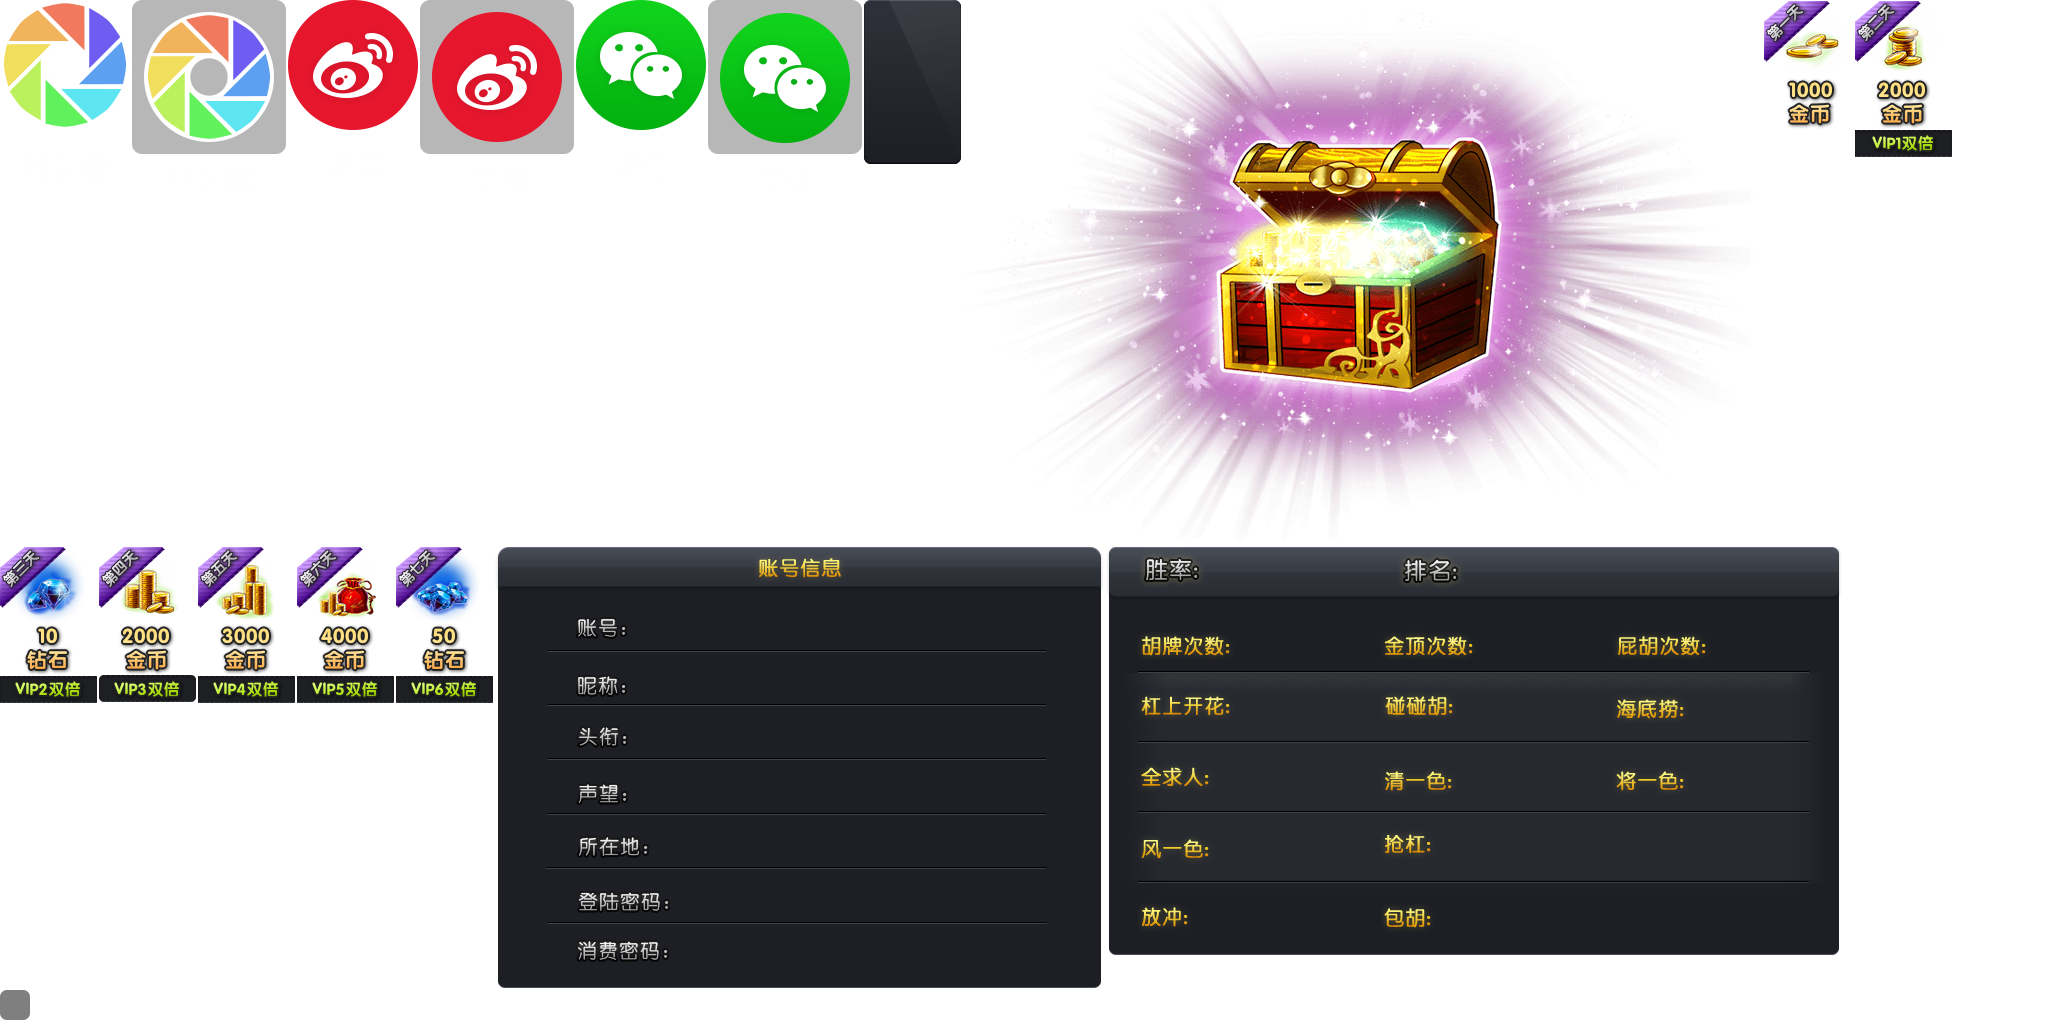 第一天
1000
金币
第二天
2000
金币
VIP1双倍
第三天
10
钻石
VIP2双倍
第四天
2000
金币
VIP3双倍
第五天
3000
金币
VIP4双倍
第六天
4000
金币
VIP5双倍
第七天
50
钻石
VIP6双倍
账号信息
账号:
昵称:
头衔:
声望:
所在地:
登陆密码:
消费密码:
胜率: 排名:
胡牌次数: 金顶次数: 屁胡次数:
杠上开花: 碰碰胡: 海底捞:
全求人: 清一色: 将一色:
风一色: 抢杠:
放冲: 包胡: